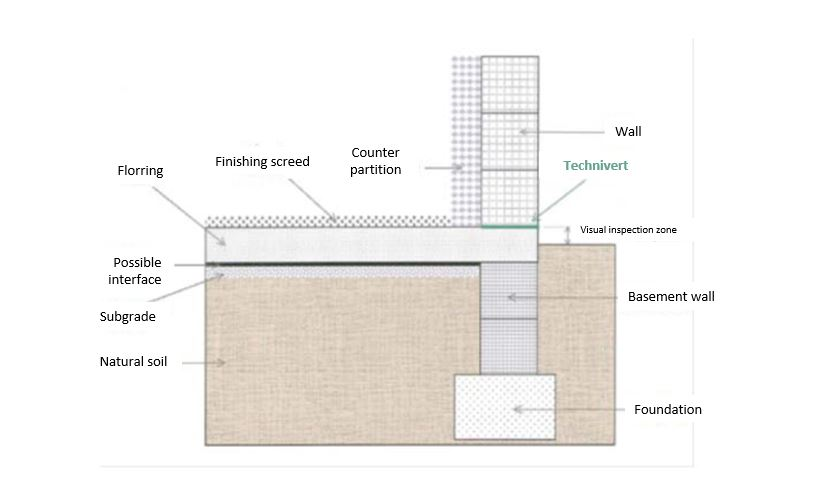 Wall
Counter
partition
Finishing screed
Technivert
Florring
Visual inspection zone
Possible
interface
Basement wall
Subgrade
Natural soil
Foundation